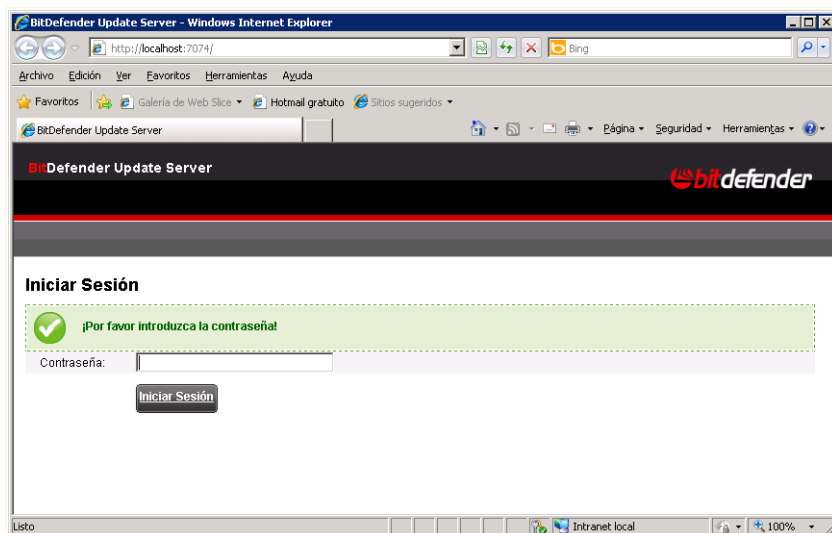 BitDefender Update Server - Windows Internet Explorer
http://localhost:7074/
Bing
Archivo Edición Ver Favoritos Herramientas Ayuda
Favoritos Galería de Web Slice Hotmail gratuito Sitios sugeridos
BitDefender Update Server Página Seguridad Herramientas
BitDefender Update Server
bitdefender
Iniciar Sesión
¡Por favor introduzca la contraseña!
Contraseña:
Iniciar Sesión
Listo Intranet local 100%